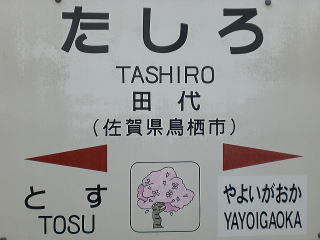 たしろ
TASHIRO
田代
(佐賀県鳥栖市)
とす
TOSU
やよいがおか
YAYOIGAOKA